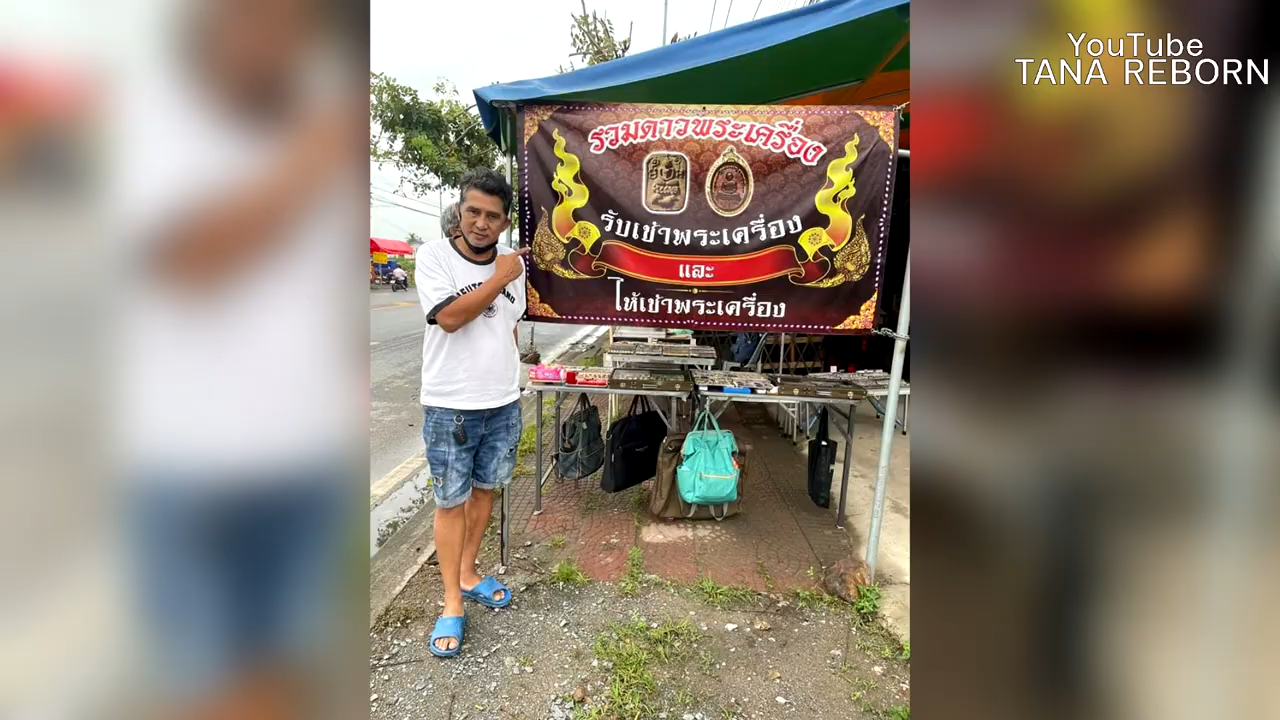 YouTube
TANA REBORN
รวมดาวพระเครื่อง
รับเช่าพระเครื่อง
และ
ให้เช่าพระเครื่อง